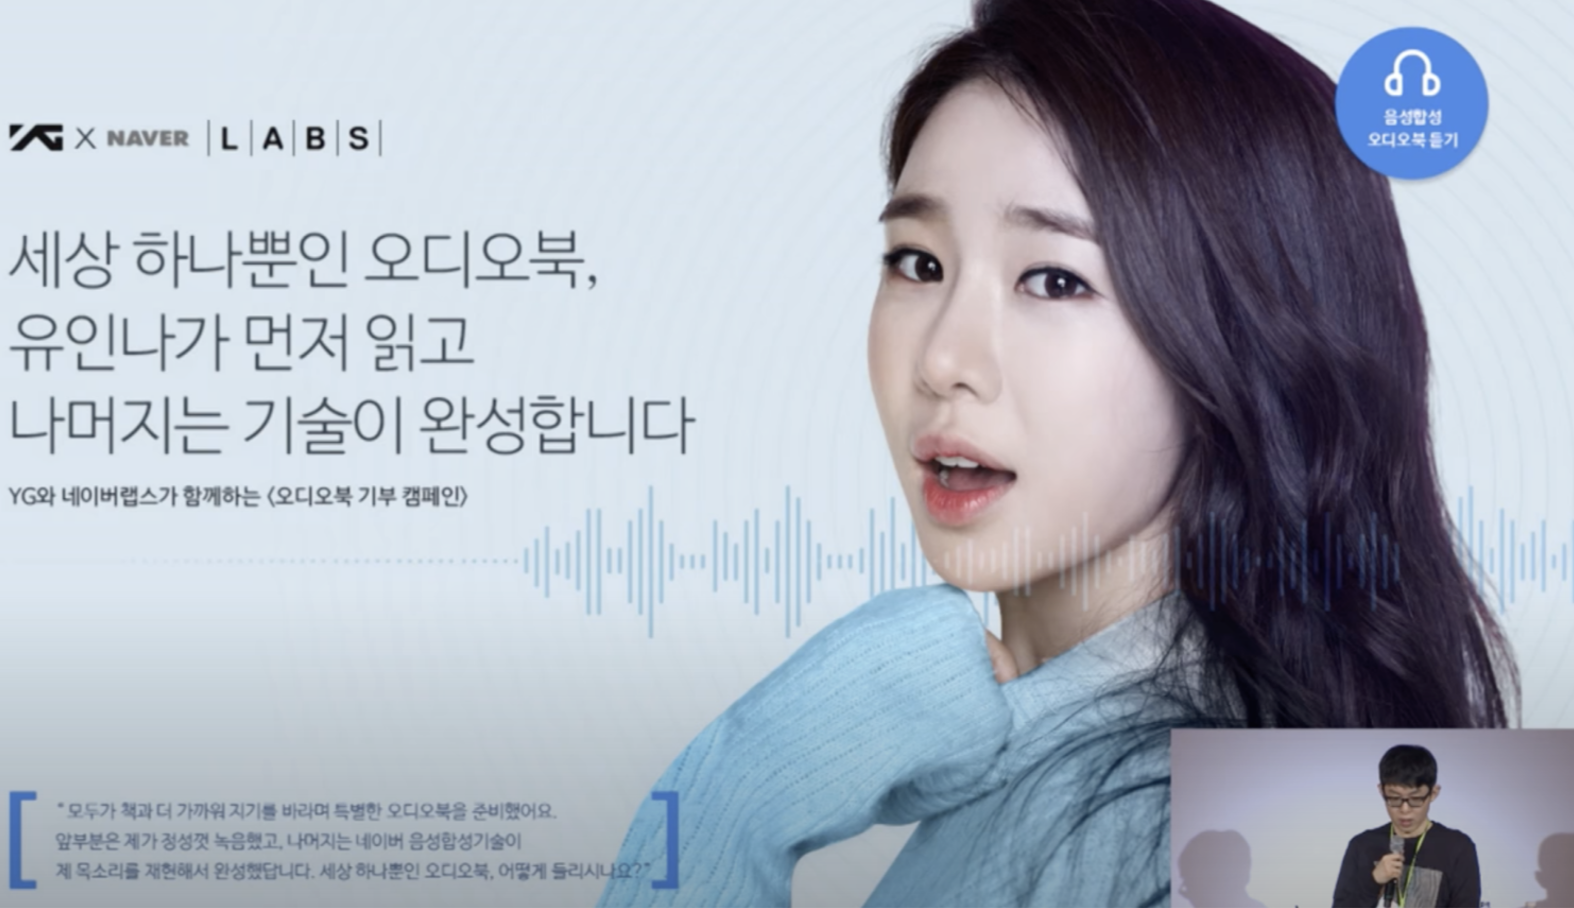 YG X NAVER | L | A | B | S |
음성합성
오디오북 듣기
세상 하나뿐인 오디오북,
유인나가 먼저 읽고
나머지는 기술이 완성합니다
YG와 네이버랩스가 함께하는 <오디오북 기부 캠페인>
“모두가 책과 더 가까워 지기를 바라며 특별한 오디오북을 준비했어요.
앞부분은 제가 정성껏 녹음했고, 나머지는 네이버 음성합성기술이
제 목소리를 재현해서 완성했답니다. 세상 하나뿐인 오디오북, 어떻게 들리시나요?”